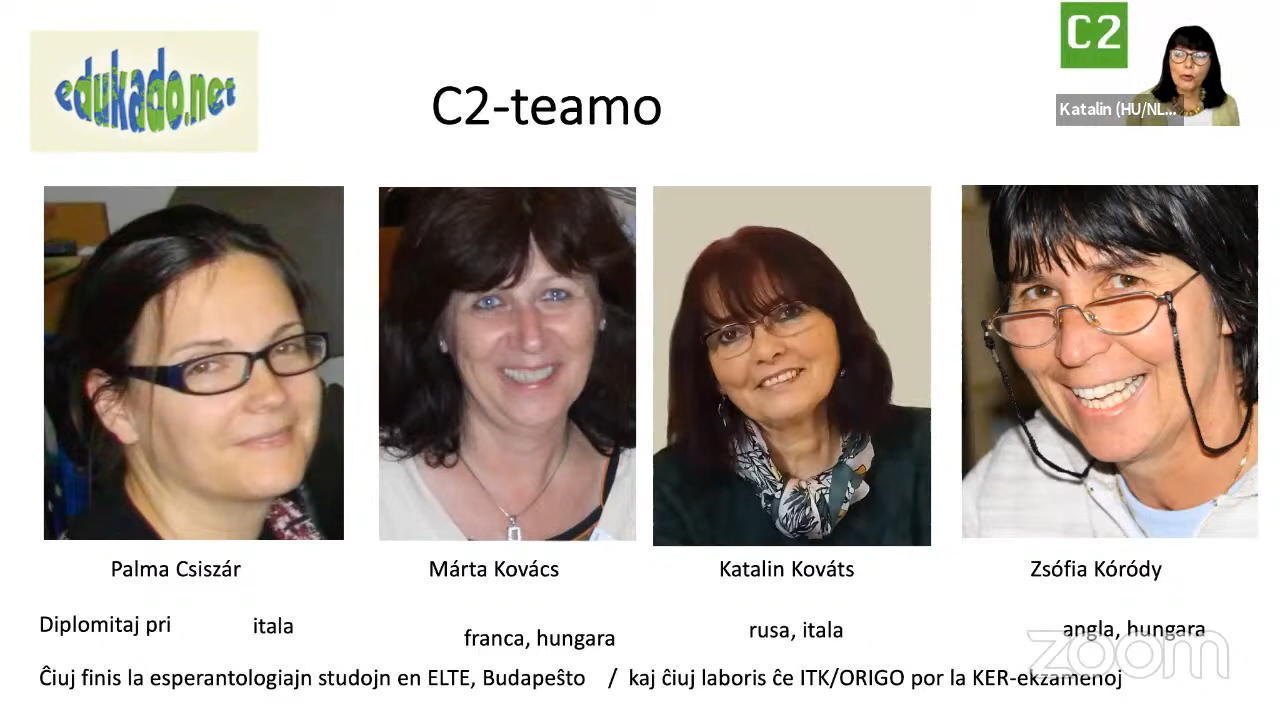 edukado.net
C2-teamo
C2
Katalin (HU/NL...
Palma Csiszár
Márta Kovács
Katalin Kováts
Zsófia Kóródy
Diplomitaj pri
itala
franca, hungara
rusa, itala
angla, hungara
zoom
Ĉiuj finis la esperantologiajn studojn en ELTE, Budapeŝto / kaj ĉiuj laboris ĉe ITK/ORIGO por la KER-ekzamenoj